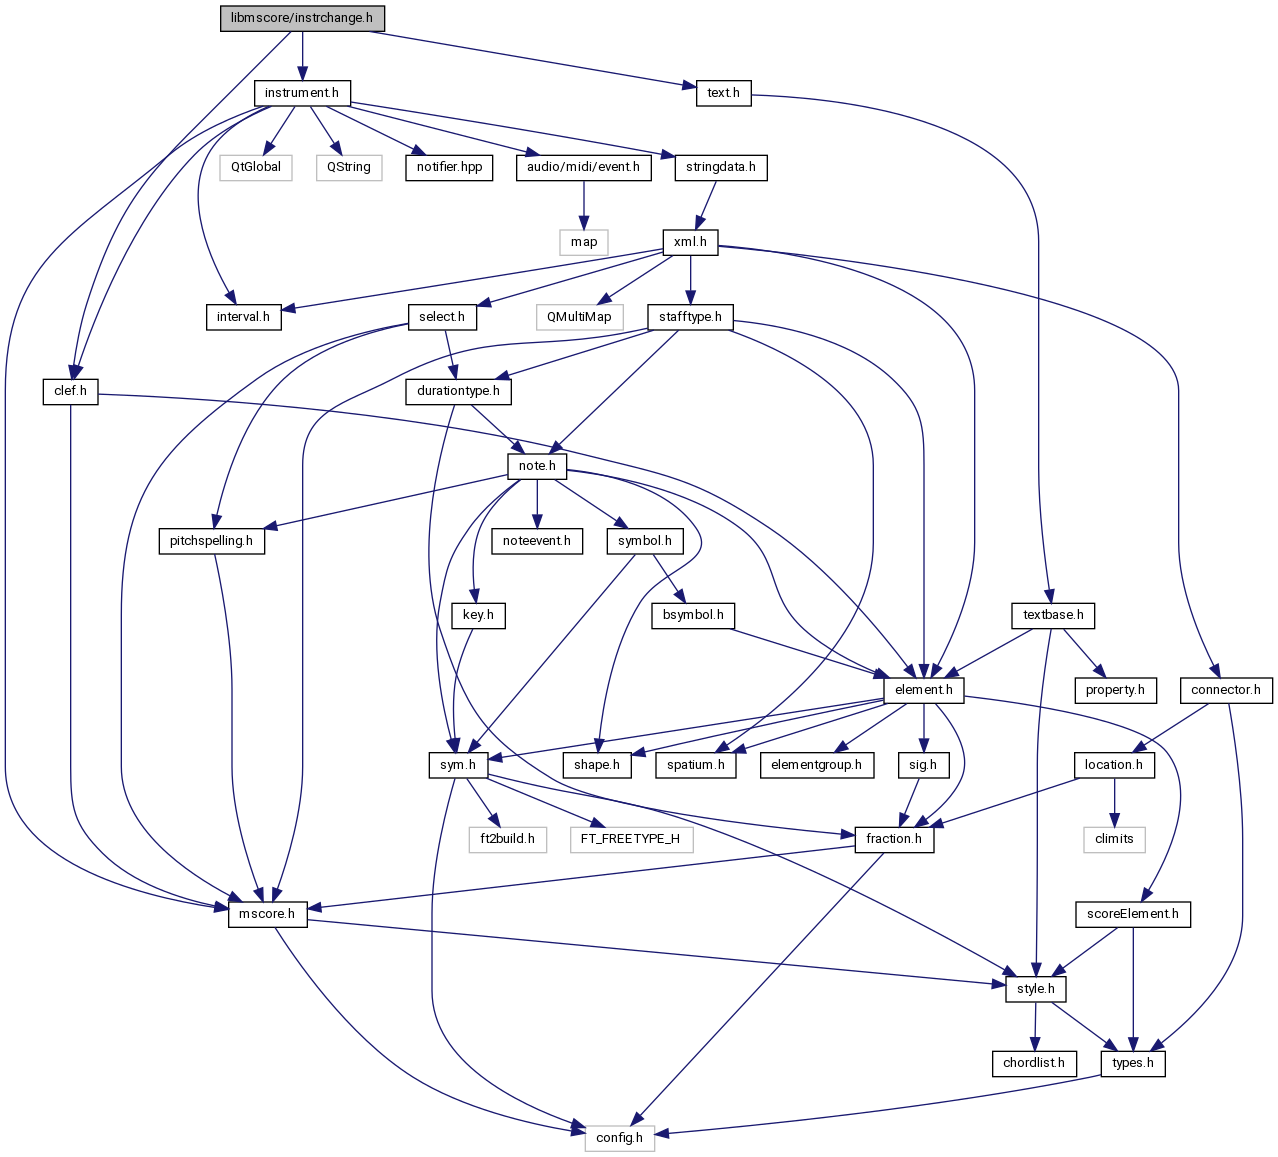 libmscore/instrchange.h
instrument.h
text.h
QtGlobal
QString
notifier.hpp
audio/midi/event.h
stringdata.h
map
xml.h
interval.h
select.h
QMultiMap
stafftype.h
clef.h
durationtype.h
note.h
pitchspelling.h
noteevent.h
symbol.h
key.h
bsymbol.h
textbase.h
element.h
property.h
connector.h
sym.h
shape.h
spatium.h
elementgroup.h
sig.h
location.h
ft2build.h
FT_FREETYPE_H
fraction.h
climits
mscore.h
scoreElement.h
style.h
chordlist.h
types.h
config.h